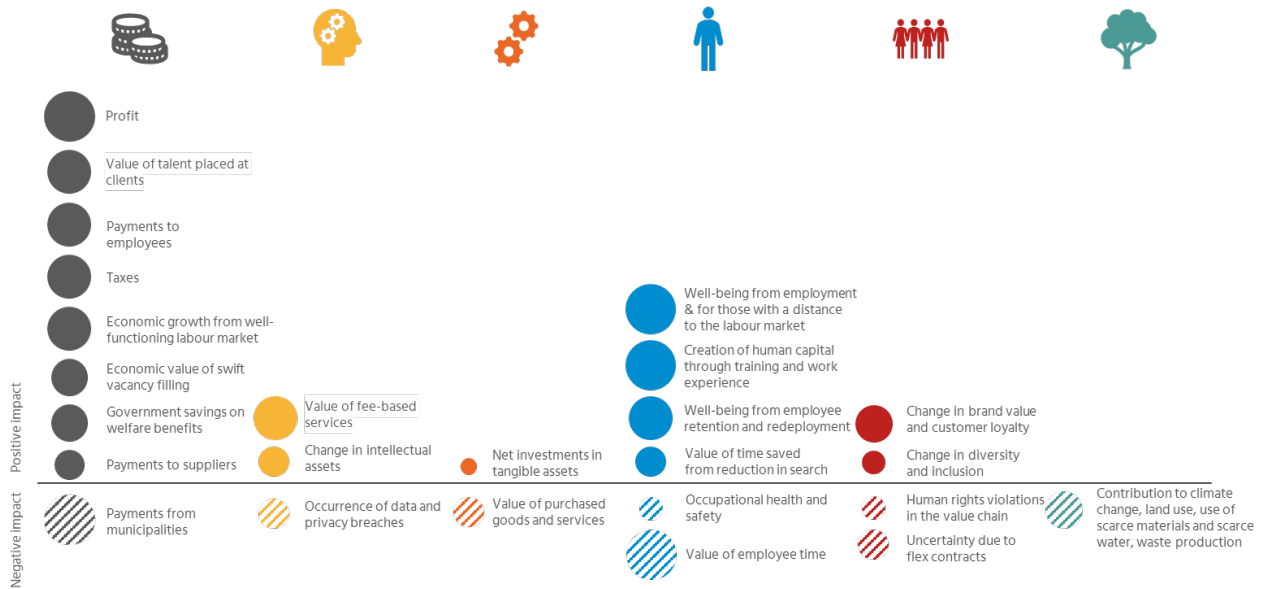 Profit
Value of talent placed at
clients
Payments to
employees
Taxes
Economic growth from well-
functioning labour market
Economic value of swift
vacancy filling
Government savings on
welfare benefits
Payments to suppliers
Value of fee-based
services
Change in intellectual
assets
Net investments in
tangible assets
Well-being from employment
& for those with a distance
to the labour market
Creation of human capital
through training and work
experience
Well-being from employee
retention and redeployment
Value of time saved
from reduction in search
Change in brand value
and customer loyalty
Change in diversity
and inclusion
Positive impact
Negative impact
Payments from
municipalities
Occurrence of data and
privacy breaches
Value of purchased
goods and services
Occupational health and
safety
Value of employee time
Human rights violations
in the value chain
Uncertainty due to
flex contracts
Contribution to climate
change, land use, use of
scarce materials and scarce
water, waste production